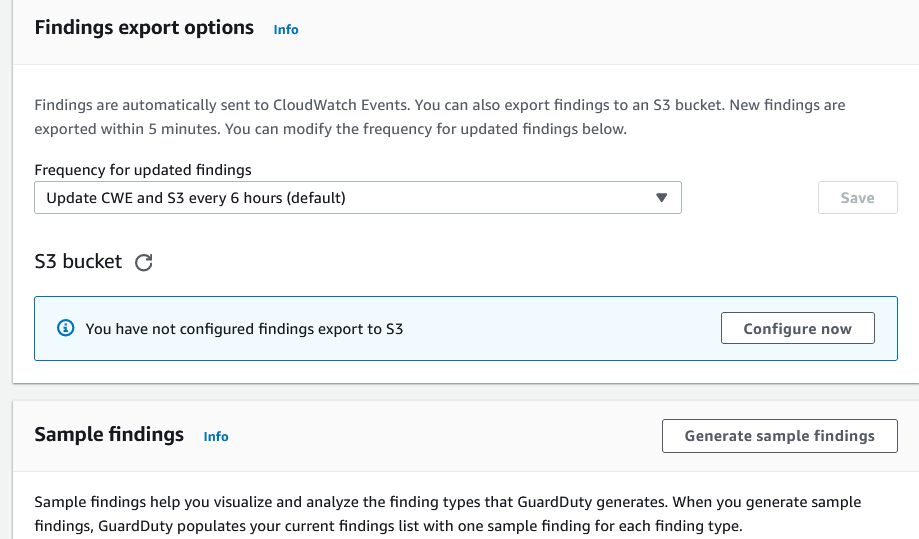 Findings export options Info
Findings are automatically sent to CloudWatch Events. You can also export findings to an S3 bucket. New findings are
exported within 5 minutes. You can modify the frequency for updated findings below.
Frequency for updated findings
Update CWE and S3 every 6 hours (default)
Save
S3 bucket
You have not configured findings export to S3
Configure now
Sample findings Info
Generate sample findings
Sample findings help you visualize and analyze the finding types that GuardDuty generates. When you generate sample
findings, GuardDuty populates your current findings list with one sample finding for each finding type.